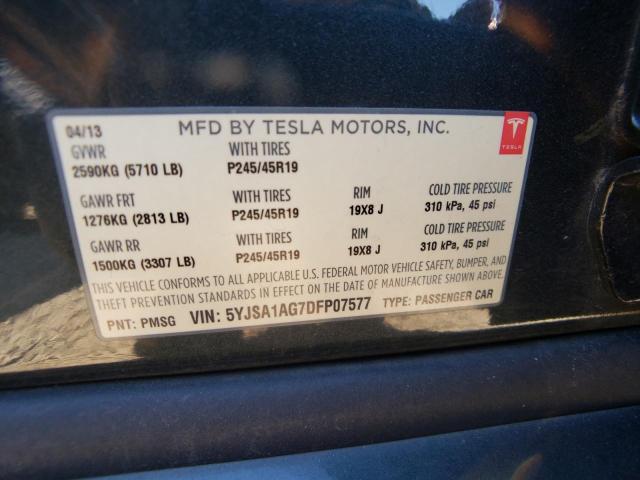 04/13 MFD BY TESLA MOTORS, INC.
TESLA
GVWR WITH TIRES
2590KG (5710 LB) P245/45R19
GAWR FRT WITH TIRES RIM COLD TIRE PRESSURE
1276KG (2813 LB) P245/45R19 19X8 J 310 kPa, 45 psi
GAWR RR WITH TIRES RIM COLD TIRE PRESSURE
1500KG (3307 LB) P245/45R19 19X8 J 310 kPa, 45 psi
THIS VEHICLE CONFORMS TO ALL APPLICABLE U.S. FEDERAL MOTOR VEHICLE SAFETY, BUMPER, AND
THEFT PREVENTION STANDARDS IN EFFECT ON THE DATE OF MANUFACTURE SHOWN ABOVE.
PNT: PMSG VIN: 5YJSA1AG7DFP07577 TYPE: PASSENGER CAR